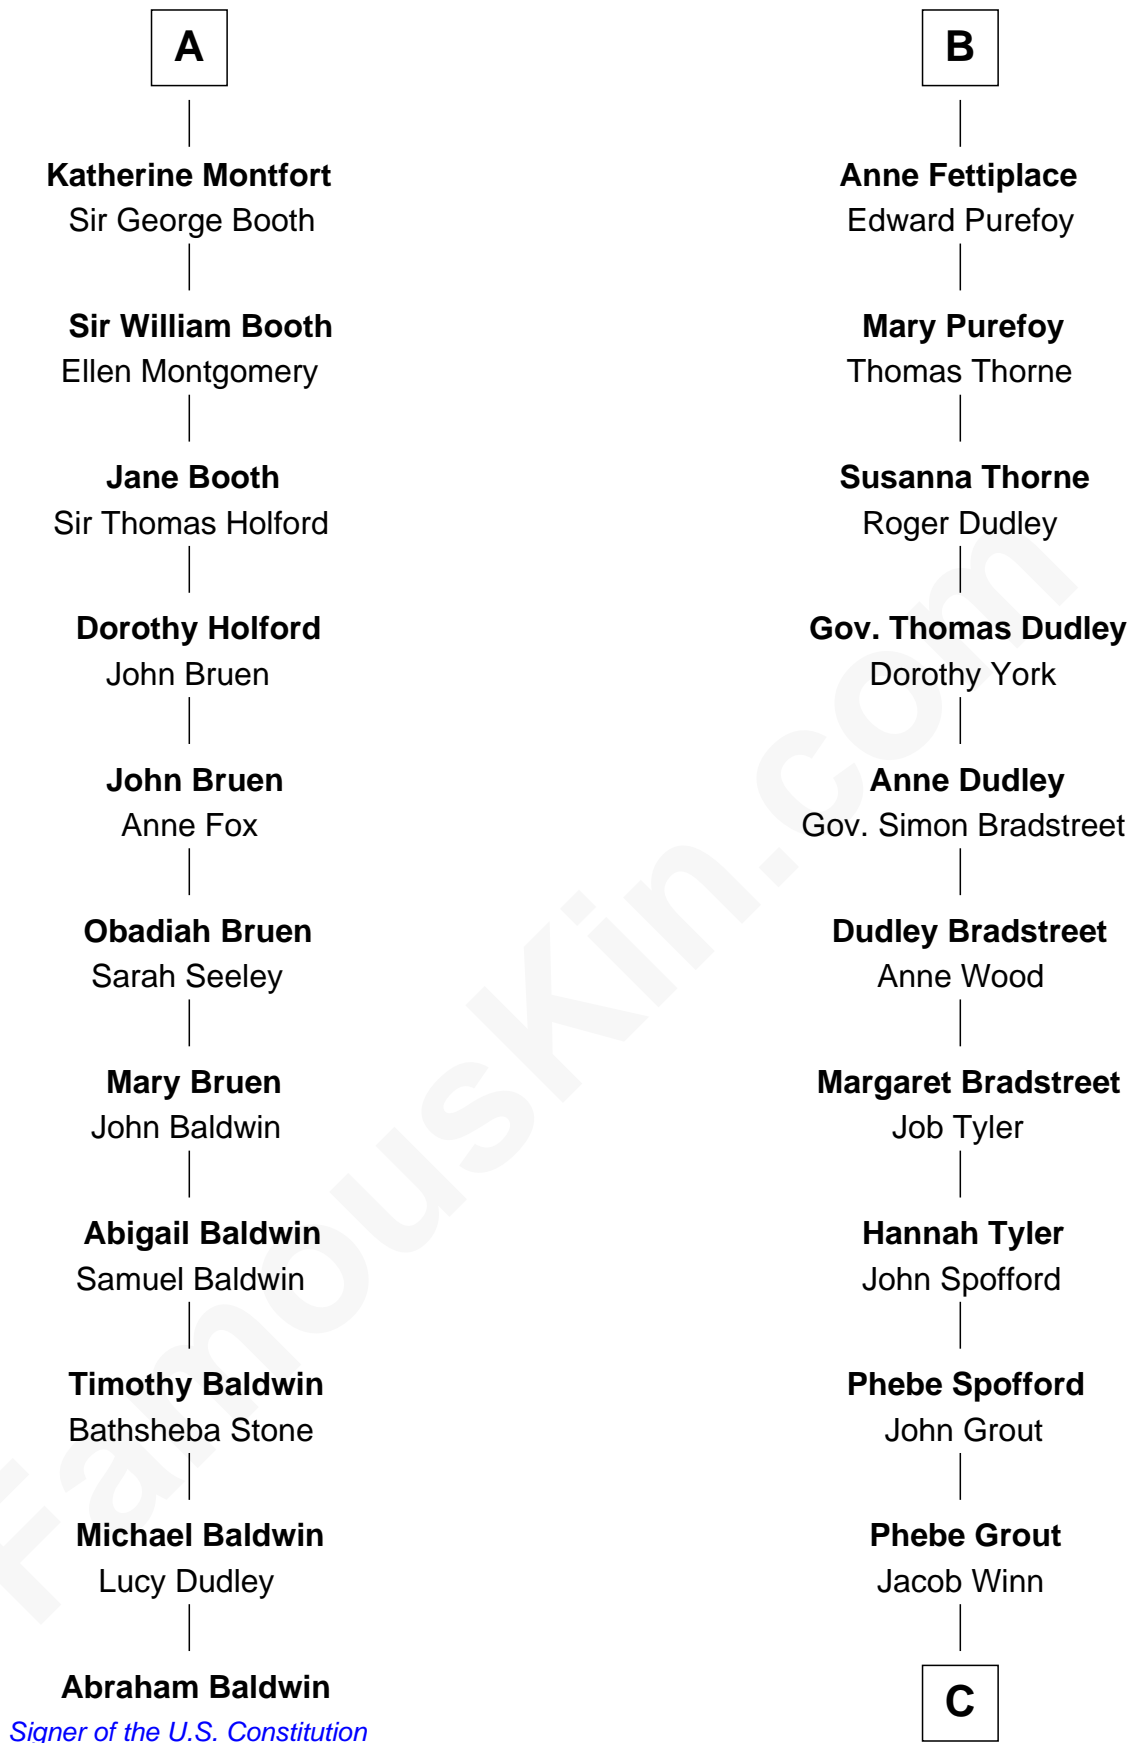 A
Katherine Montfort
Sir George Booth
Sir William Booth
Ellen Montgomery
Jane Booth
Sir Thomas Holford
Dorothy Holford
John Bruen
John Bruen
Anne Fox
Obadiah Bruen
Sarah Seeley
Mary Bruen
John Baldwin
Abigail Baldwin
Samuel Baldwin
Timothy Baldwin
Bathsheba Stone
Michael Baldwin
Lucy Dudley
Abraham Baldwin
Signer of the U.S. Constitution
B
Anne Fettiplace
Edward Purefoy
Mary Purefoy
Thomas Thorne
Susanna Thorne
Roger Dudley
Gov. Thomas Dudley
Dorothy York
Anne Dudley
Gov. Simon Bradstreet
Dudley Bradstreet
Anne Wood
Margaret Bradstreet
Job Tyler
Hannah Tyler
John Spofford
Phebe Spofford
John Grout
Phebe Grout
Jacob Winn
C
FamousKin.com